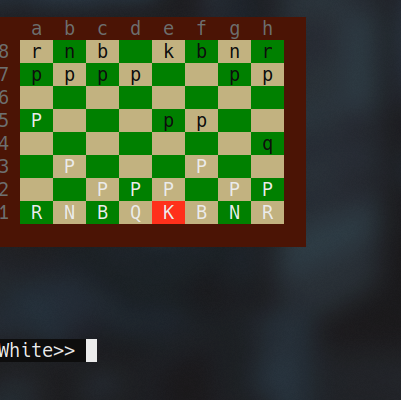 a b c d e f g h
8 r n b k b n r
7 p p p p p p
6
5 P p p
4 q
3 P P
2 P P P P P
1 R N B Q K B N R
White>>